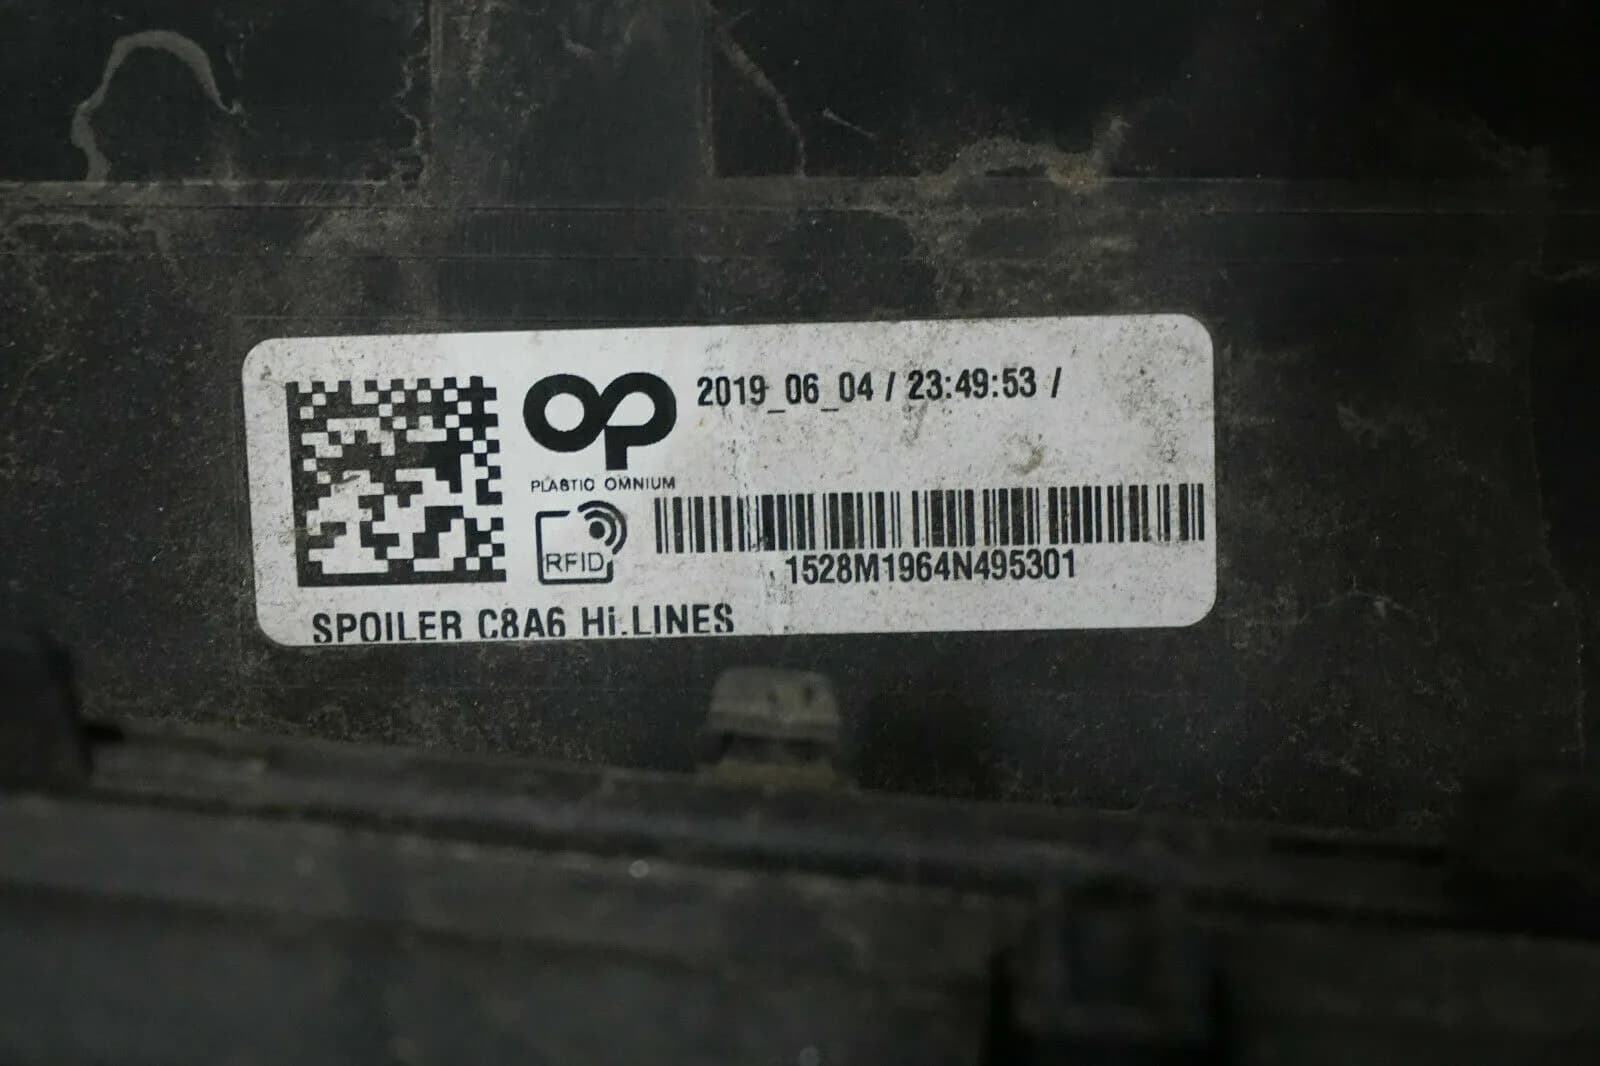 OP 2019_06_04 / 23:49:53 /
PLASTIC OMNIUM
RFID
1528M1964N495301
SPOILER C8A6 Hi.LINES